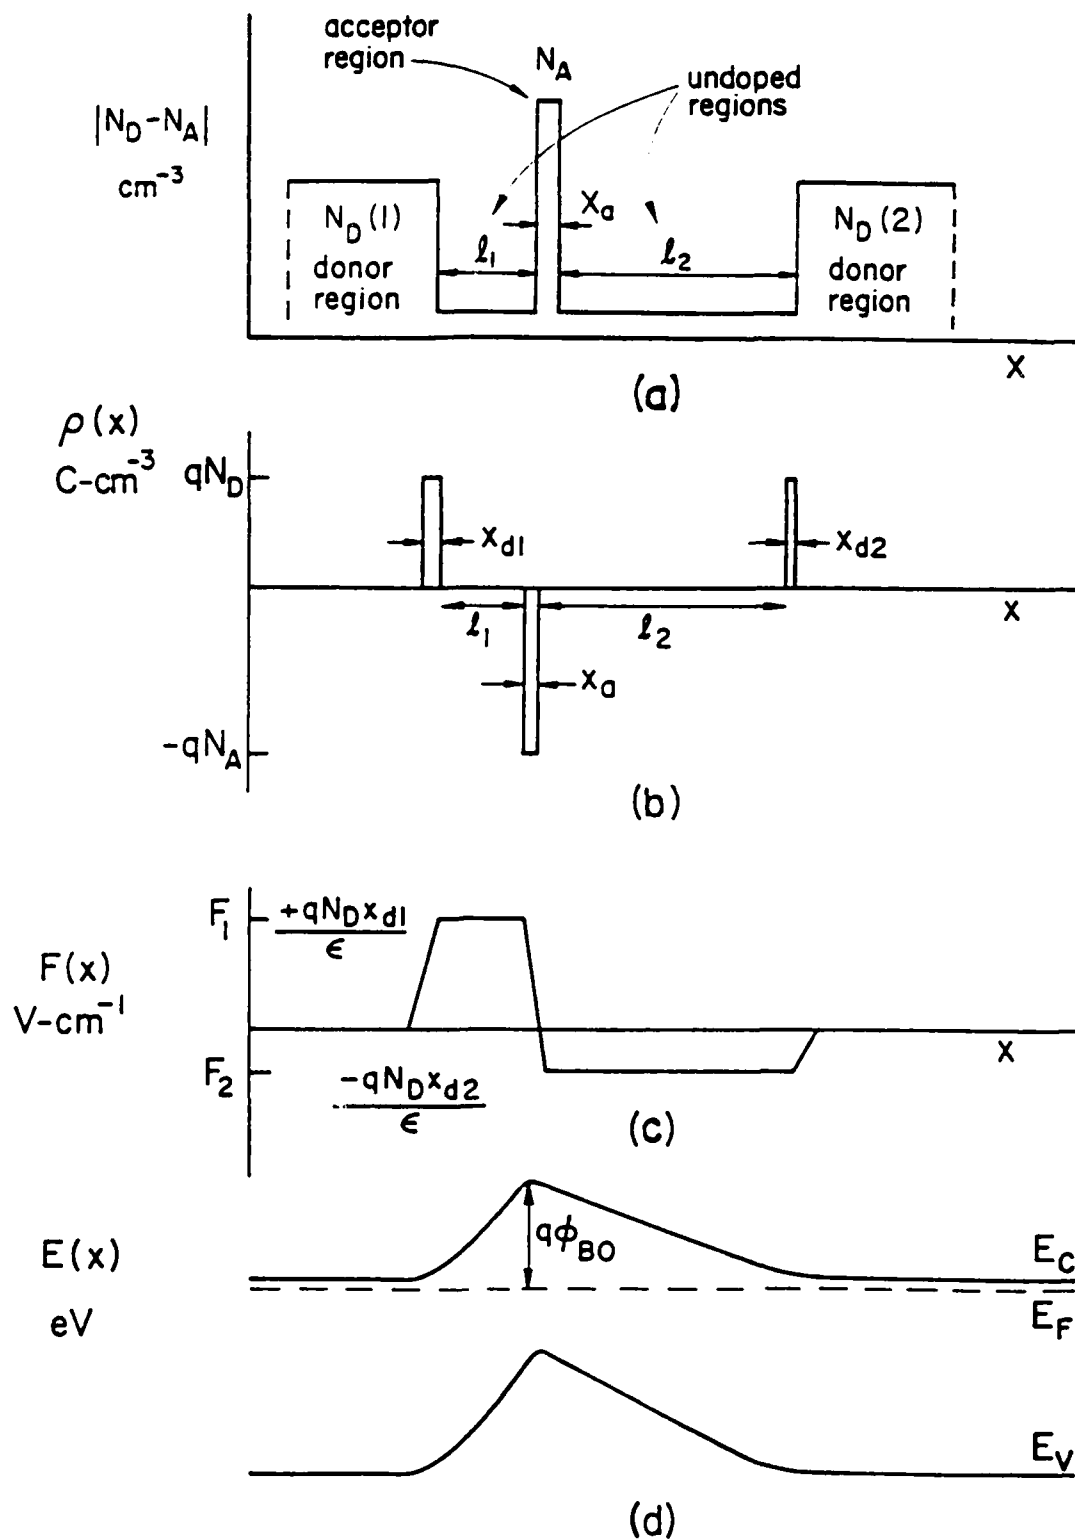 acceptor
region
N_A
undoped
regions
|N_D-N_A|
cm^-3
X_a
N_D(1)
donor
region
ℓ_1
ℓ_2
N_D(2)
donor
region
X
(a)
ρ(x)
C-cm^-3
qN_D
x_d1
x_d2
ℓ_1
ℓ_2
X
x_a
-qN_A
(b)
F_1
+qN_D x_d1
ϵ
F(x)
V-cm^-1
X
F_2
-qN_D x_d2
ϵ
(c)
E(x)
eV
qϕ_BO
E_C
E_F
E_V
(d)